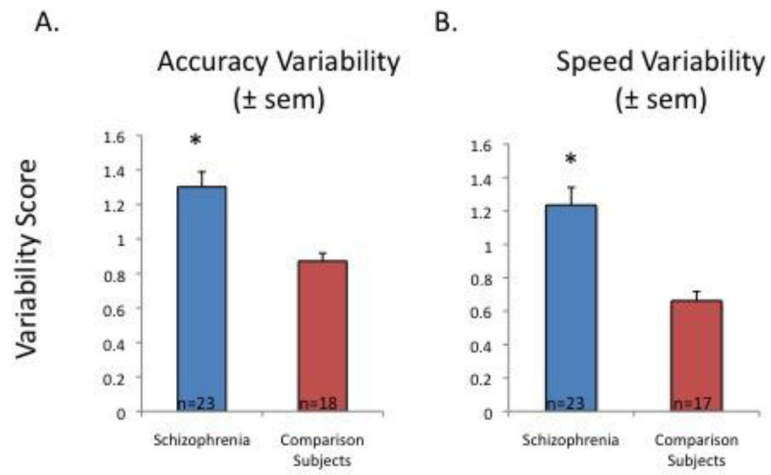 A.
Accuracy Variability
(± sem)
Variability Score
1.6
1.4
1.2
1
0.8
0.6
0.4
0.2
0
*
n=23
n=18
Schizophrenia
Comparison
Subjects
B.
Speed Variability
(± sem)
1.6
1.4
1.2
1
0.8
0.6
0.4
0.2
0
*
n=23
n=17
Schizophrenia
Comparison
Subjects